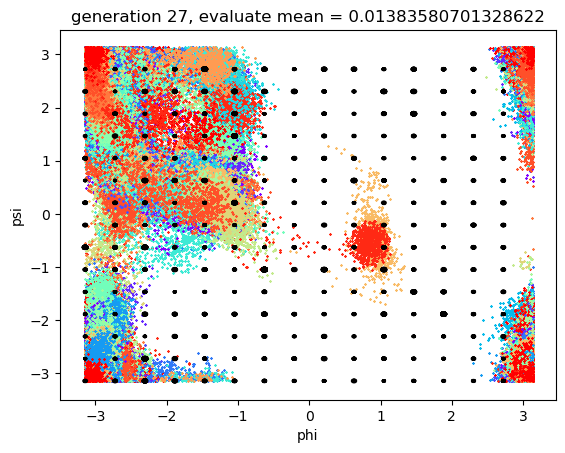 generation 27, evaluate mean = 0.01383580701328622
3
2
1
0
−1
−2
−3
psi
−3 −2 −1 0 1 2 3
phi